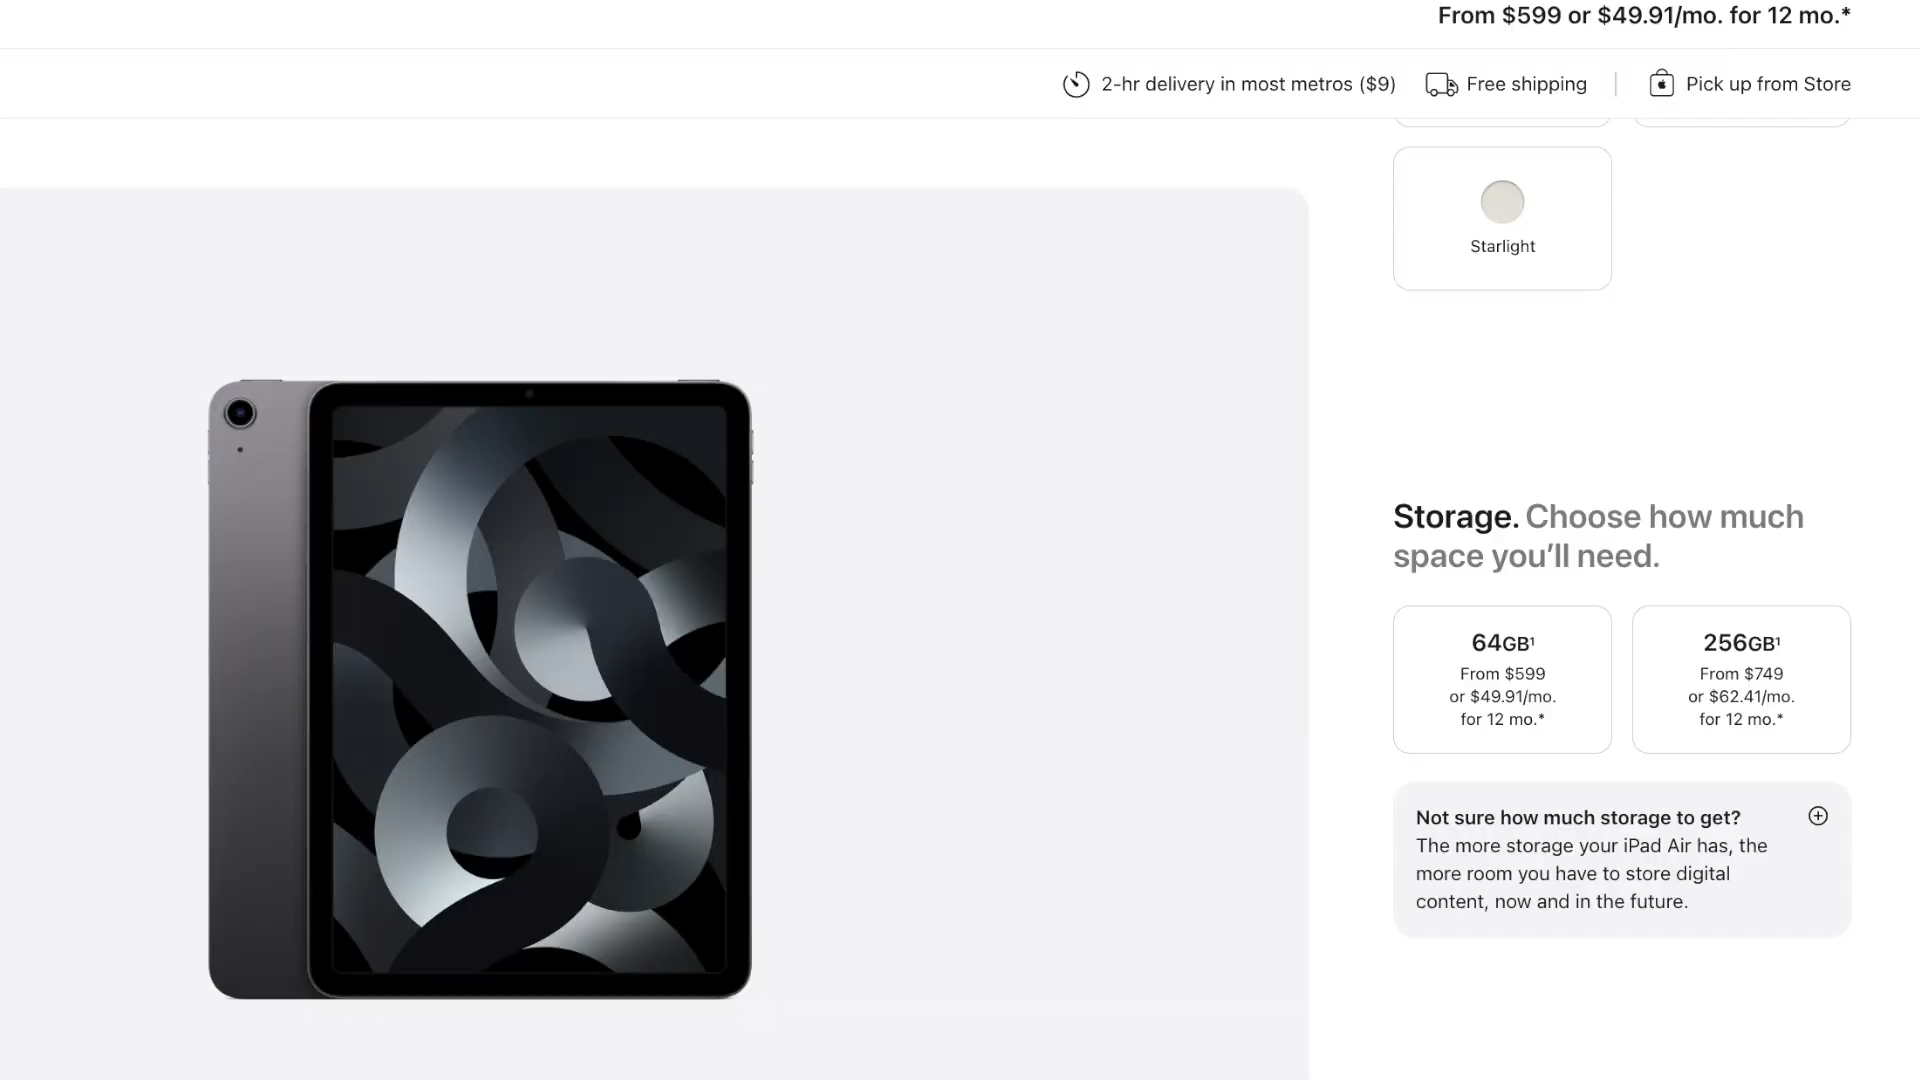 From $599 or $49.91/mo. for 12 mo.*
2-hr delivery in most metros ($9)
Free shipping
Pick up from Store
Starlight
Storage. Choose how much
space you’ll need.
64GB¹
From $599
or $49.91/mo.
for 12 mo.*
256GB¹
From $749
or $62.41/mo.
for 12 mo.*
Not sure how much storage to get?
The more storage your iPad Air has, the
more room you have to store digital
content, now and in the future.